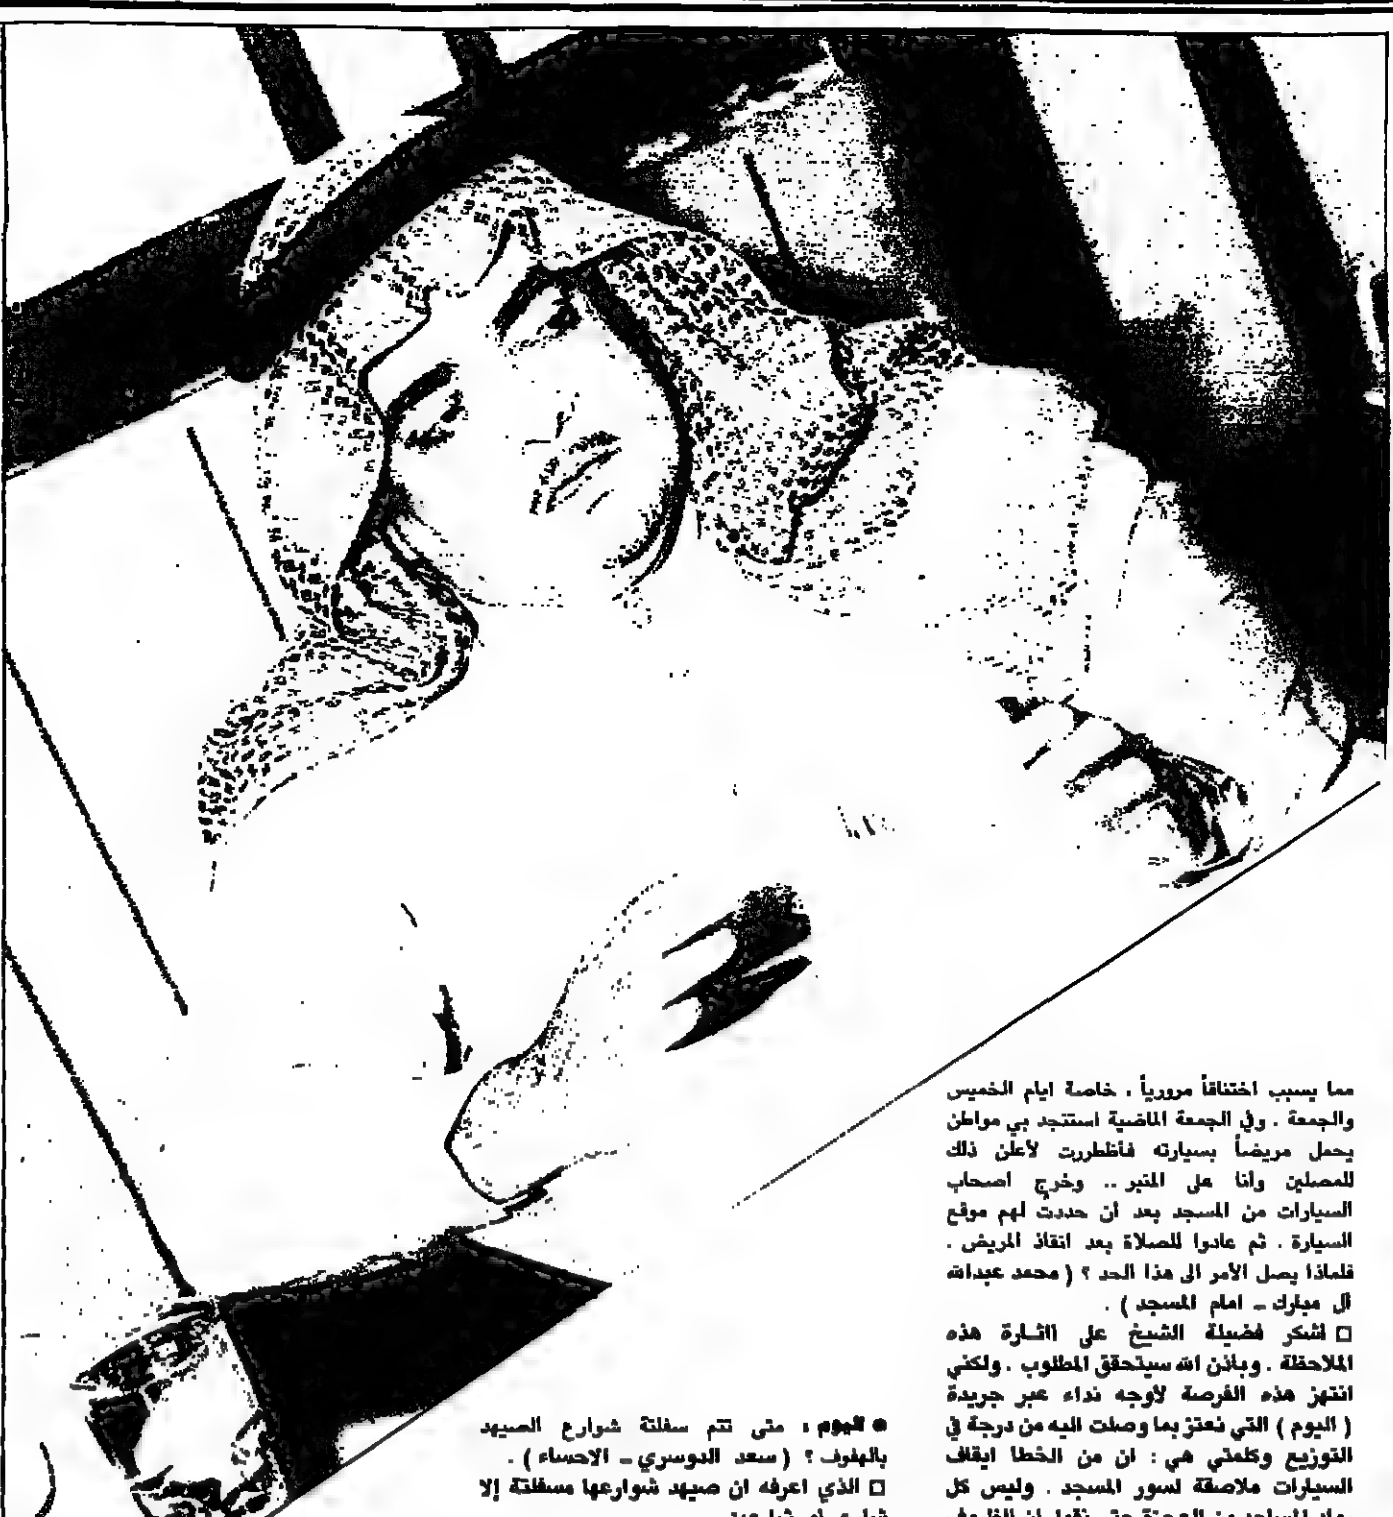 مما يسبب اختناقاً مرورياً ، خاصة ايام الخميس
والجمعة . وفي الجمعة الماضية استنجد بي مواطن
يحمل مريضاً بسيارته فأظطررت لأعلن ذلك
للمصلين وأنا على المنبر .. وخرج اصحاب
السيارات من المسجد بعد أن حددت لهم موقع
السيارة . ثم عادوا للصلاة بعد انقاذ المريض .
فلماذا يصل الأمر الى هذا الحد ؟ ( محمد عبدالله
آل مبارك ـ امام المسجد ) .
□ اشكر فضيلة الشيخ على اثـارة هذه
الملاحظة . وبإذن الله سيتحقق المطلوب . ولكني
انتهز هذه الفرصة لأوجه نداء عبر جريدة
( اليوم ) التي نعتز بما وصلت اليه من درجة في
التوزيع وكلمتي هي : ان من الخطا ايقاف
السيارات ملاصقة لسور المسجد . وليس كل
● اليوم : متى تتم سفلتة شوارع الصيهد
بالهفوف ؟ ( سعد الدوسري ـ الاحساء ) .
□ الذي اعرفه ان صيهد شوارعها مسفلتة إلا